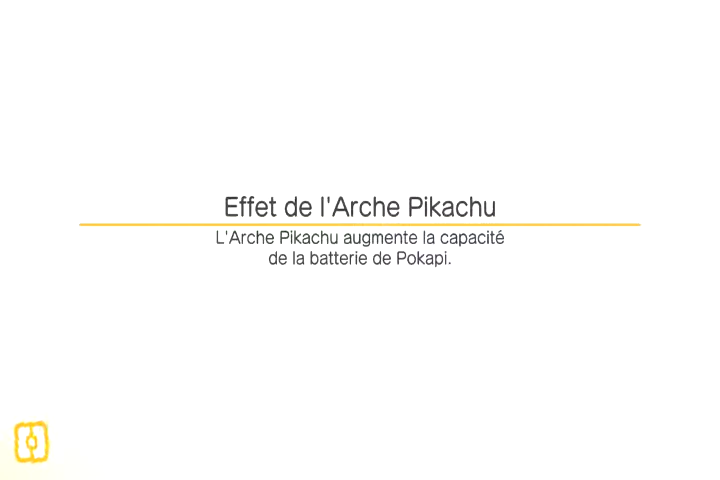 Effet de l'Arche Pikachu
L'Arche Pikachu augmente la capacité
de la batterie de Pokapi.